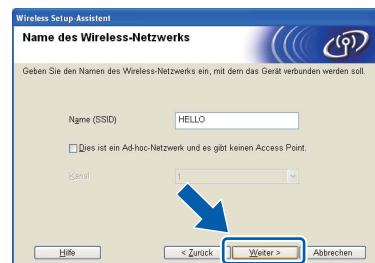 Wireless Setup-Assistent
Name des Wireless-Netzwerks
Geben Sie den Namen des Wireless-Netzwerks ein, mit dem das Gerät verbunden werden soll.
Name (SSID) HELLO
Dies ist ein Ad-hoc-Netzwerk und es gibt keinen Access Point.
Kanal 1
Hilfe < Zurück Weiter > Abbrechen